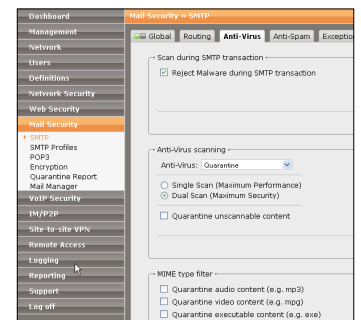 Dashboard
Management
Network
Users
Definitions
Network Security
Web Security
Mail Security
SMTP
SMTP Profiles
POP3
Encryption
Quarantine Report
Mail Manager
VoIP Security
IM/P2P
Site-to-site VPN
Remote Access
Logging
Reporting
Support
Log off
Mail Security » SMTP
Global Routing Anti-Virus Anti-Spam Exceptio
Scan during SMTP transaction
Reject Malware during SMTP transaction
Anti-Virus scanning
Anti-Virus: Quarantine
Single Scan (Maximum Performance)
Dual Scan (Maximum Security)
Quarantine unscannable content
MIME type filter
Quarantine audio content (e.g. mp3)
Quarantine video content (e.g. mpg)
Quarantine executable content (e.g. exe)